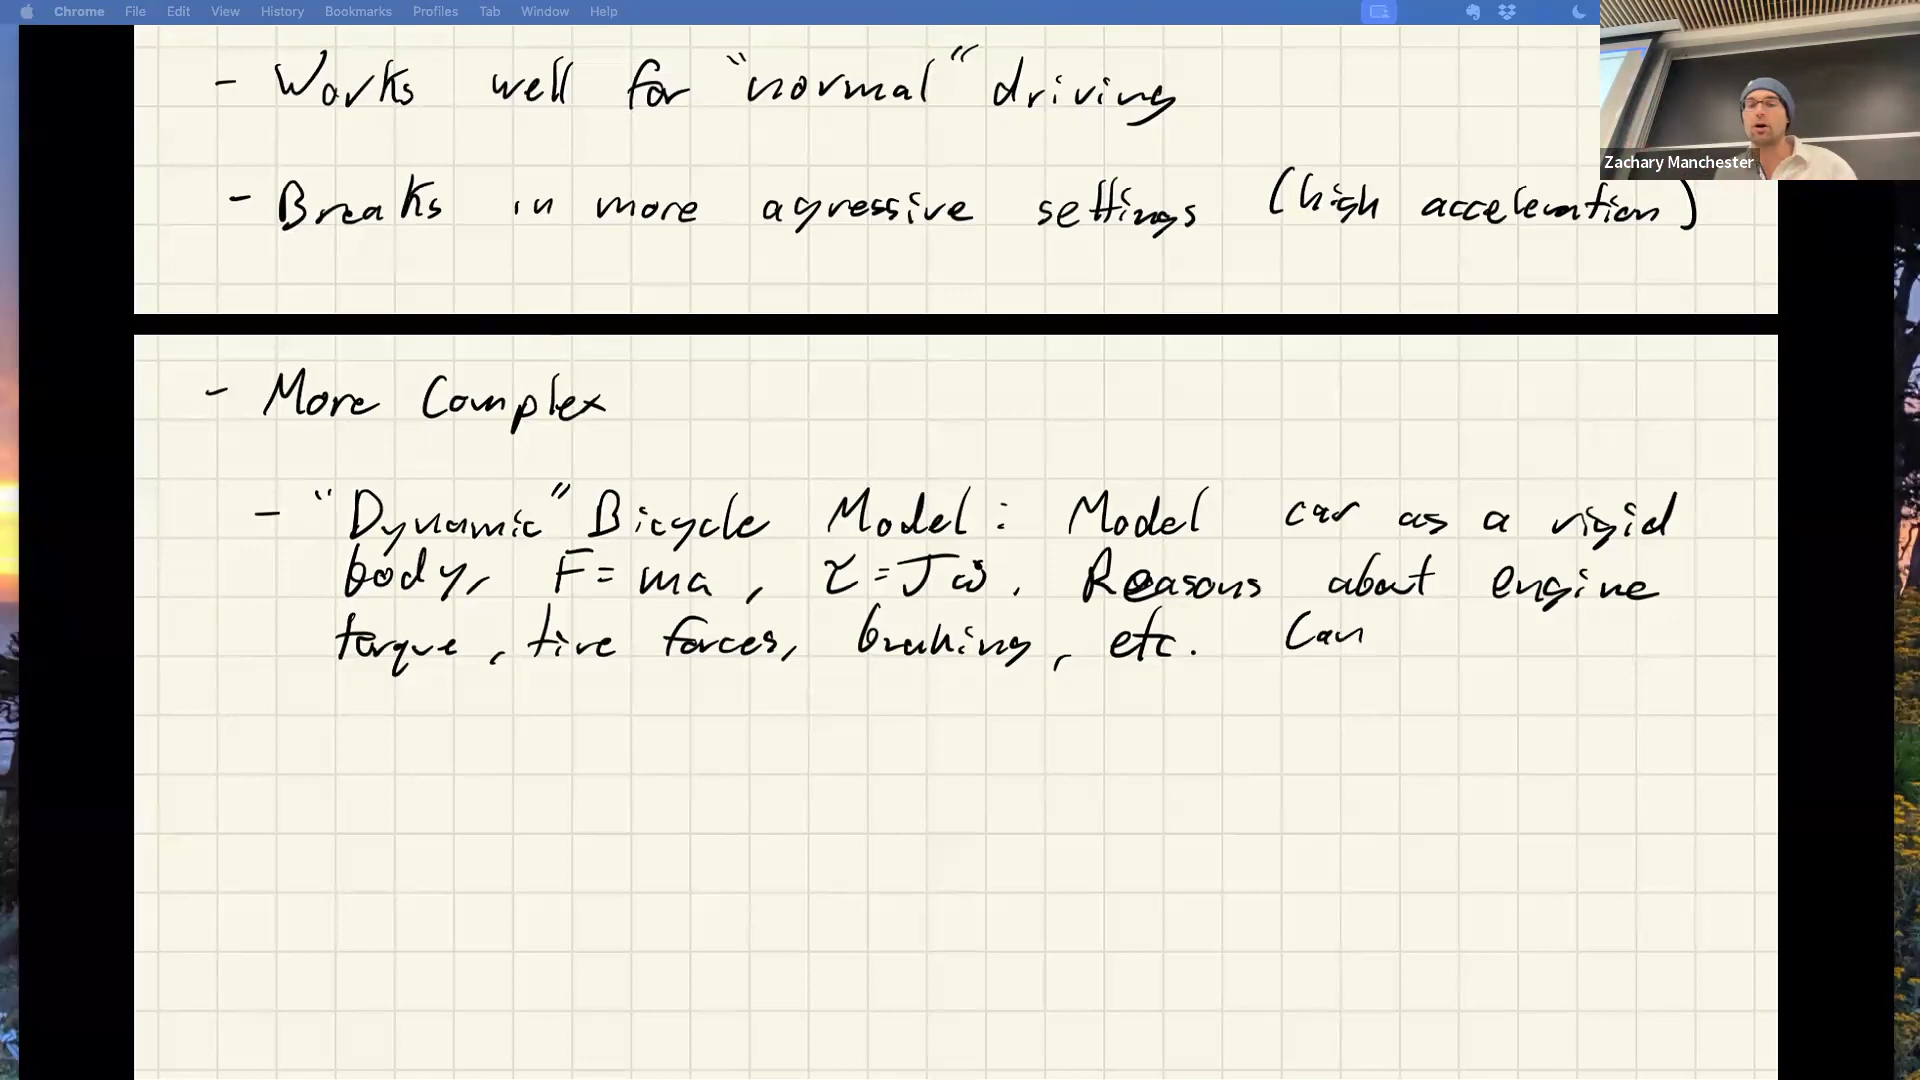 Chrome File Edit View History Bookmarks Profiles Tab Window Help
Zachary Manchester
- Works well for "normal" driving
- Breaks in more agressive settings (high acceleration)
- More Complex
- "Dynamic" Bicycle Model: Model car as a rigid
body, F = ma, τ = Jω̇. Reasons about engine
torque, tire forces, braking, etc. Can